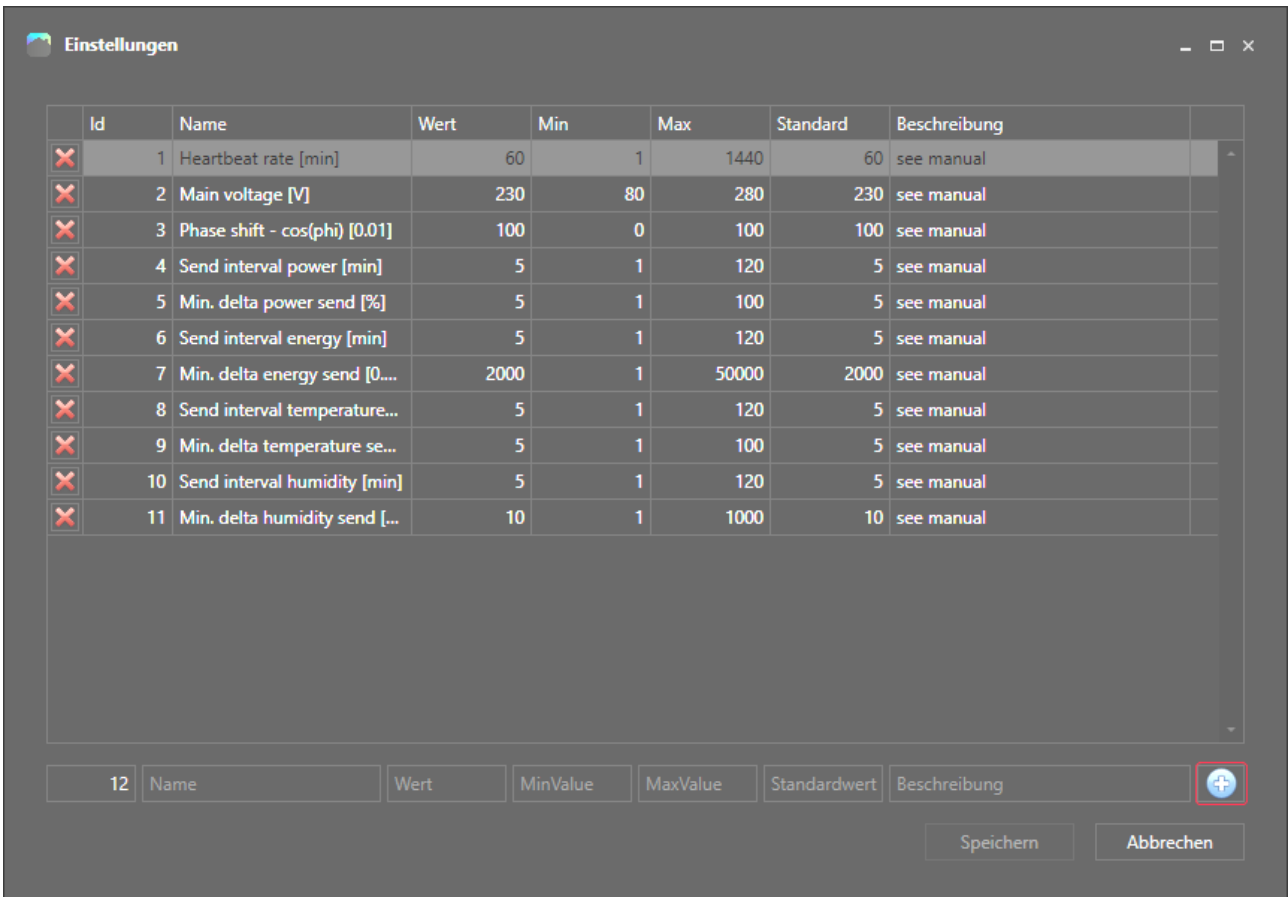 Einstellungen
Id Name Wert Min Max Standard Beschreibung
1 Heartbeat rate [min] 60 1 1440 60 see manual
2 Main voltage [V] 230 80 280 230 see manual
3 Phase shift - cos(phi) [0.01] 100 0 100 100 see manual
4 Send interval power [min] 5 1 120 5 see manual
5 Min. delta power send [%] 5 1 100 5 see manual
6 Send interval energy [min] 5 1 120 5 see manual
7 Min. delta energy send [0.... 2000 1 50000 2000 see manual
8 Send interval temperature... 5 1 120 5 see manual
9 Min. delta temperature se... 5 1 100 5 see manual
10 Send interval humidity [min] 5 1 120 5 see manual
11 Min. delta humidity send [... 10 1 1000 10 see manual
12 Name Wert MinValue MaxValue Standardwert Beschreibung
Speichern Abbrechen